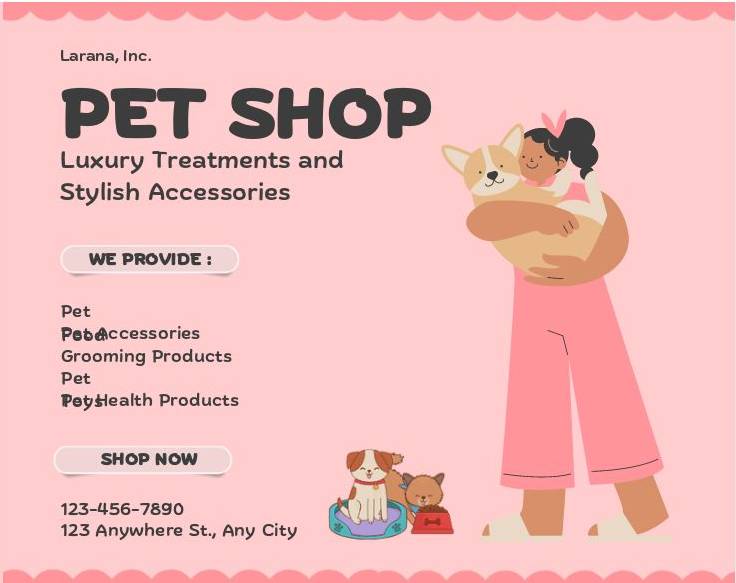 Larana, Inc.
PET SHOP
Luxury Treatments and
Stylish Accessories
WE PROVIDE :
Pet
Food
Pet Accessories
Grooming Products
Pet
Toys
Pet Health Products
SHOP NOW
123-456-7890
123 Anywhere St., Any City